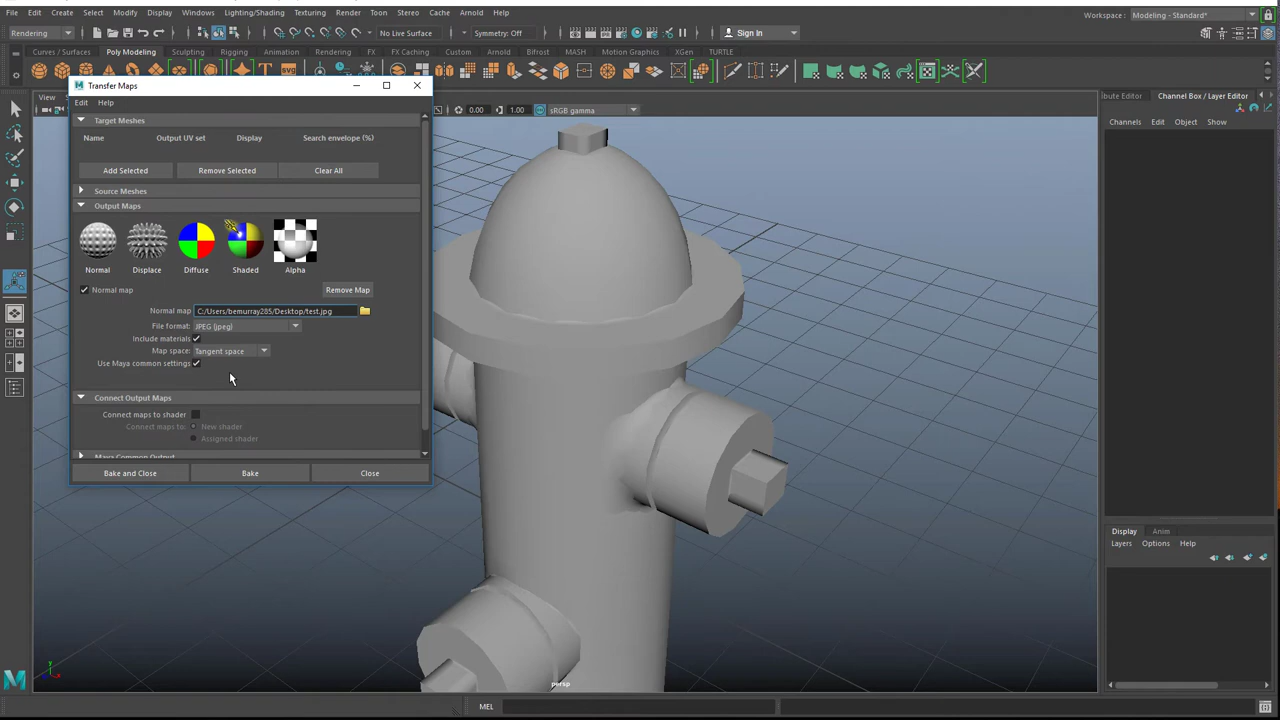 File Edit Create Select Modify Display Windows Lighting/Shading Texturing Render Toon Stereo Cache Arnold Help Workspace : Modeling - Standard*
Rendering No Live Surface Symmetry: Off Sign In
Curves / Surfaces Poly Modeling Sculpting Rigging Animation Rendering FX FX Caching Custom Arnold Bifrost MASH Motion Graphics XGen TURTLE
Transfer Maps
Edit Help
View
0.00 1.00 sRGB gamma
bute Editor Channel Box / Layer Editor
Channels Edit Object Show
Target Meshes
Name Output UV set Display Search envelope (%)
Add Selected Remove Selected Clear All
Source Meshes
Output Maps
Normal Displace Diffuse Shaded Alpha
Normal map Remove Map
Normal map C:/Users/bemurray285/Desktop/test.jpg
File format: JPEG (jpeg)
Include materials
Map space: Tangent space
Use Maya common settings
Connect Output Maps
Connect maps to shader
Connect maps to: New shader
Assigned shader
Maya Common Output
Bake and Close Bake Close
Display Anim
Layers Options Help
persp
MEL